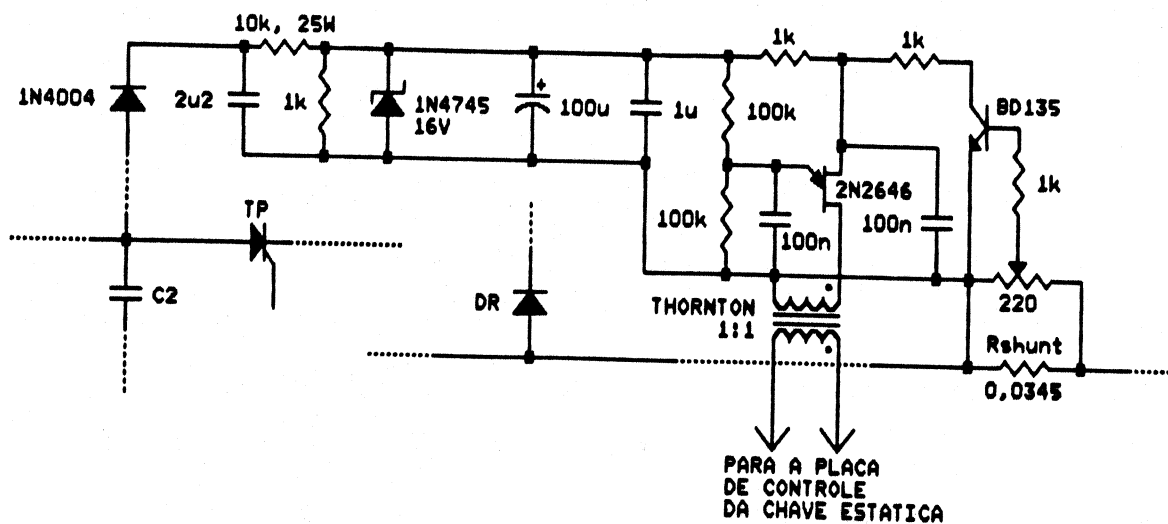 10k, 25W
1k
1k
1N4004
2u2
1k
1N4745
16V
100u
1u
100k
BD135
2N2646
1k
TP
100k
100n
100n
C2
DR
THORNTON
1:1
220
Rshunt
0,0345
PARA A PLACA
DE CONTROLE
DA CHAVE ESTATICA